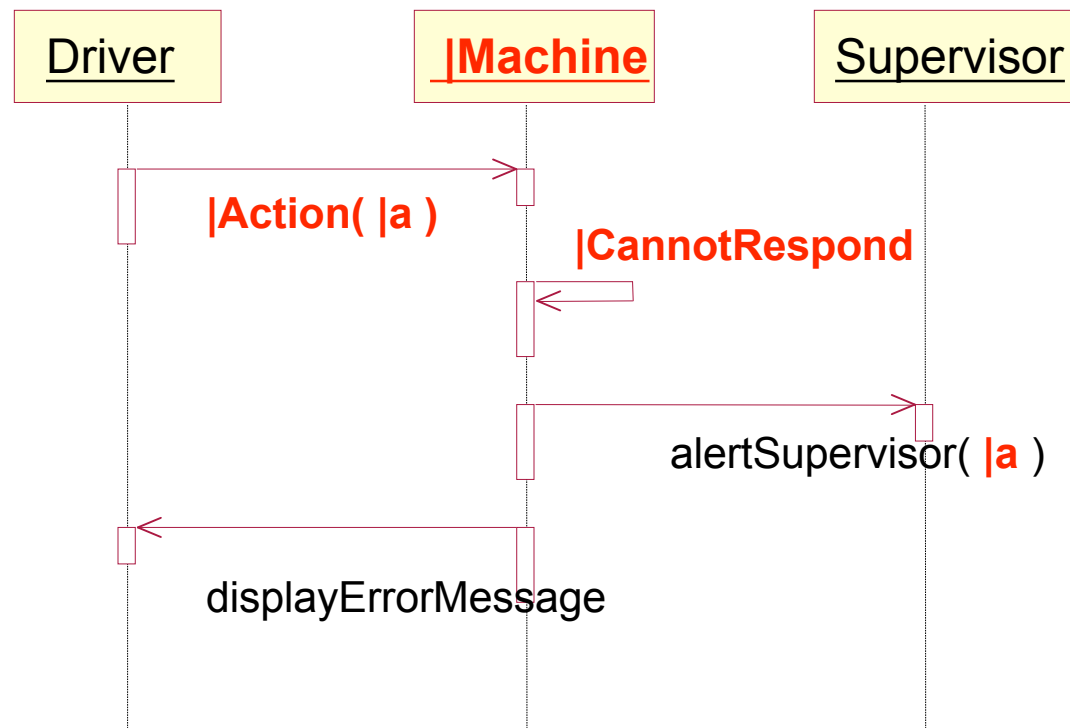 Driver
|Machine
Supervisor
|Action( |a )
|CannotRespond
alertSupervisor( |a )
displayErrorMessage